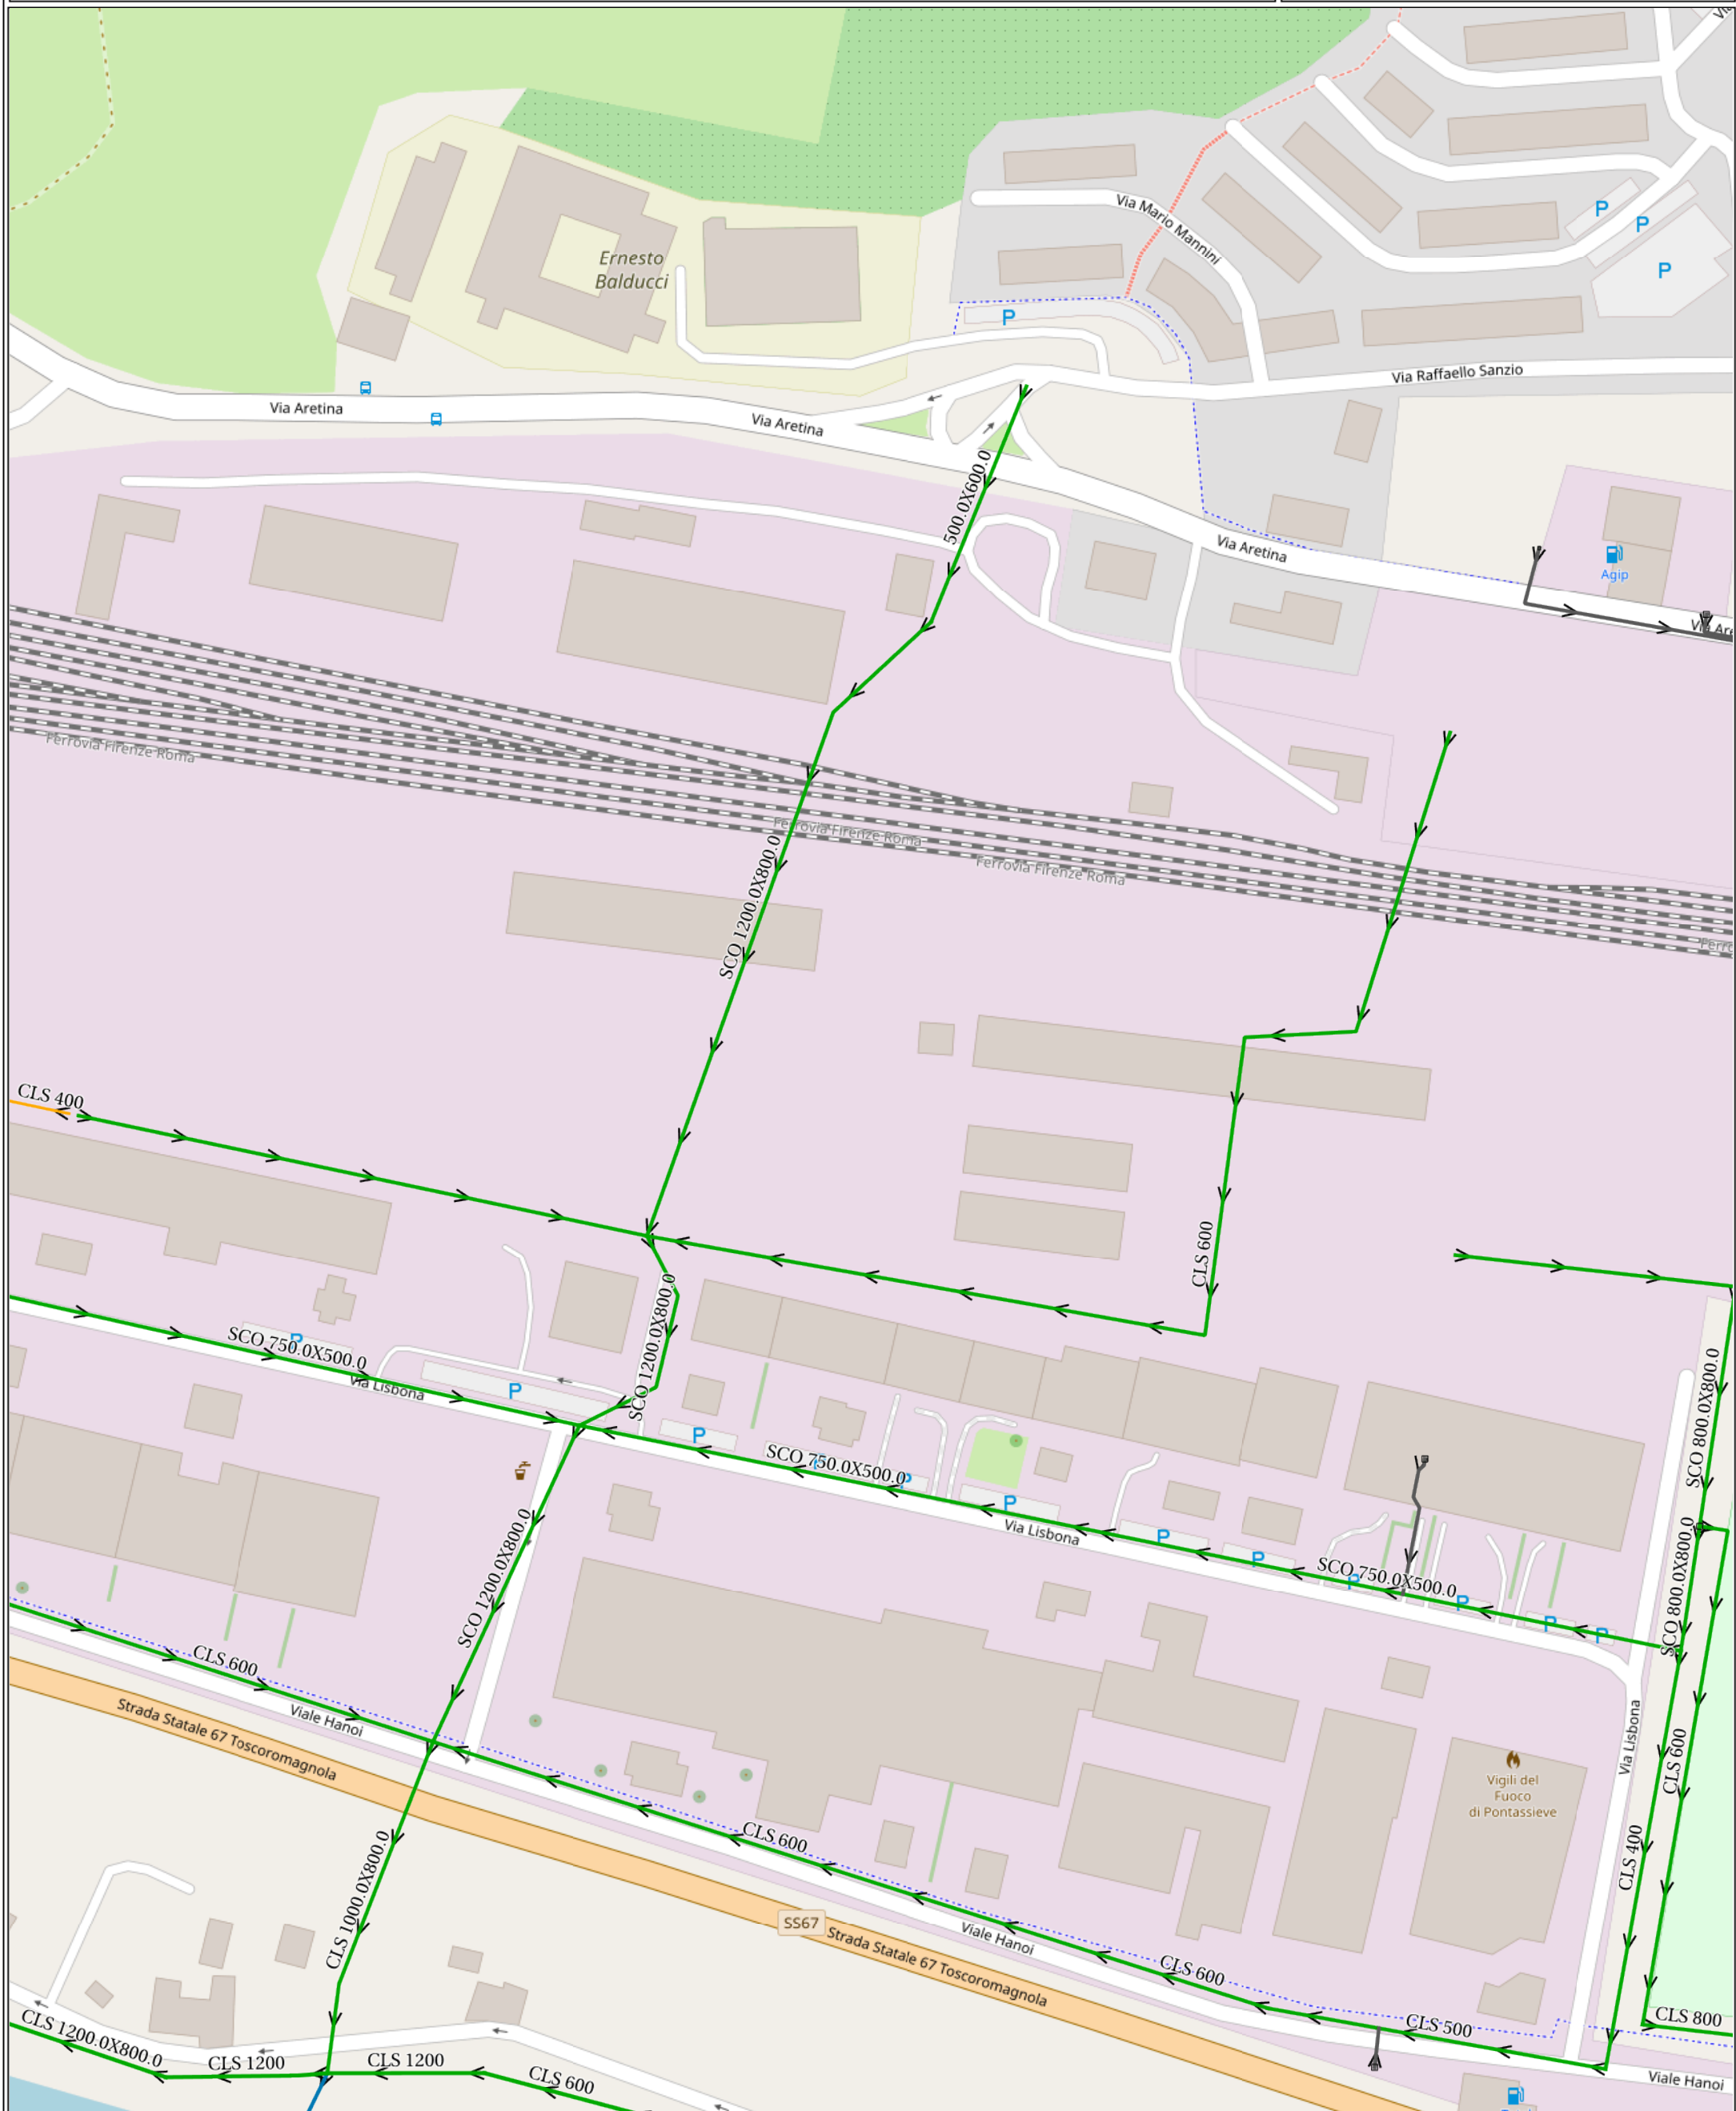 Via Mario Mannini
P
P
P
Ernesto
Balducci
P
Via Raffaello Sanzio
Via Aretina
Via Aretina
500.0X600.0
Via Aretina
Agip
Ferrovia Firenze Roma
Ferrovia Firenze Roma
Ferrovia Firenze Roma
SCO 1200.0X800.0
CLS 400
CLS 600
SCO 1200.0X800.0
P
SCO 750.0X500.0
Via Lisbona
P
P
SCO 750.0X500.0
P
P
P
Via Lisbona
P
P
SCO 750.0X500.0
P
P
P
P
SCO 800.0X800.0
SCO 800.0X800.0
SCO 1200.0X800.0
CLS 600
Viale Hanoi
Strada Statale 67 Toscoromagnola
Via Lisbona
CLS 600
Vigili del
Fuoco
di Pontassieve
CLS 600
CLS 400
CLS 1000.0X800.0
SS67
Strada Statale 67 Toscoromagnola
Viale Hanoi
CLS 600
CLS 500
CLS 800
CLS 1200.0X800.0
CLS 1200
CLS 1200
CLS 600
Viale Hanoi